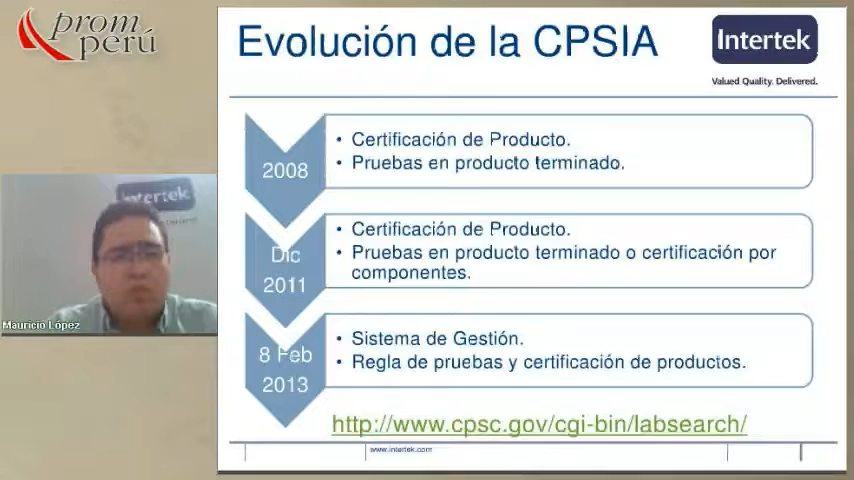 prom
perú
Evolución de la CPSIA
Intertek
Valued Quality. Delivered.
2008
• Certificación de Producto.
• Pruebas en producto terminado.
Dic
2011
• Certificación de Producto.
• Pruebas en producto terminado o certificación por
componentes.
8 Feb
2013
• Sistema de Gestión.
• Regla de pruebas y certificación de productos.
http://www.cpsc.gov/cgi-bin/labsearch/
www.intertek.com
Intertek
Mauricio López